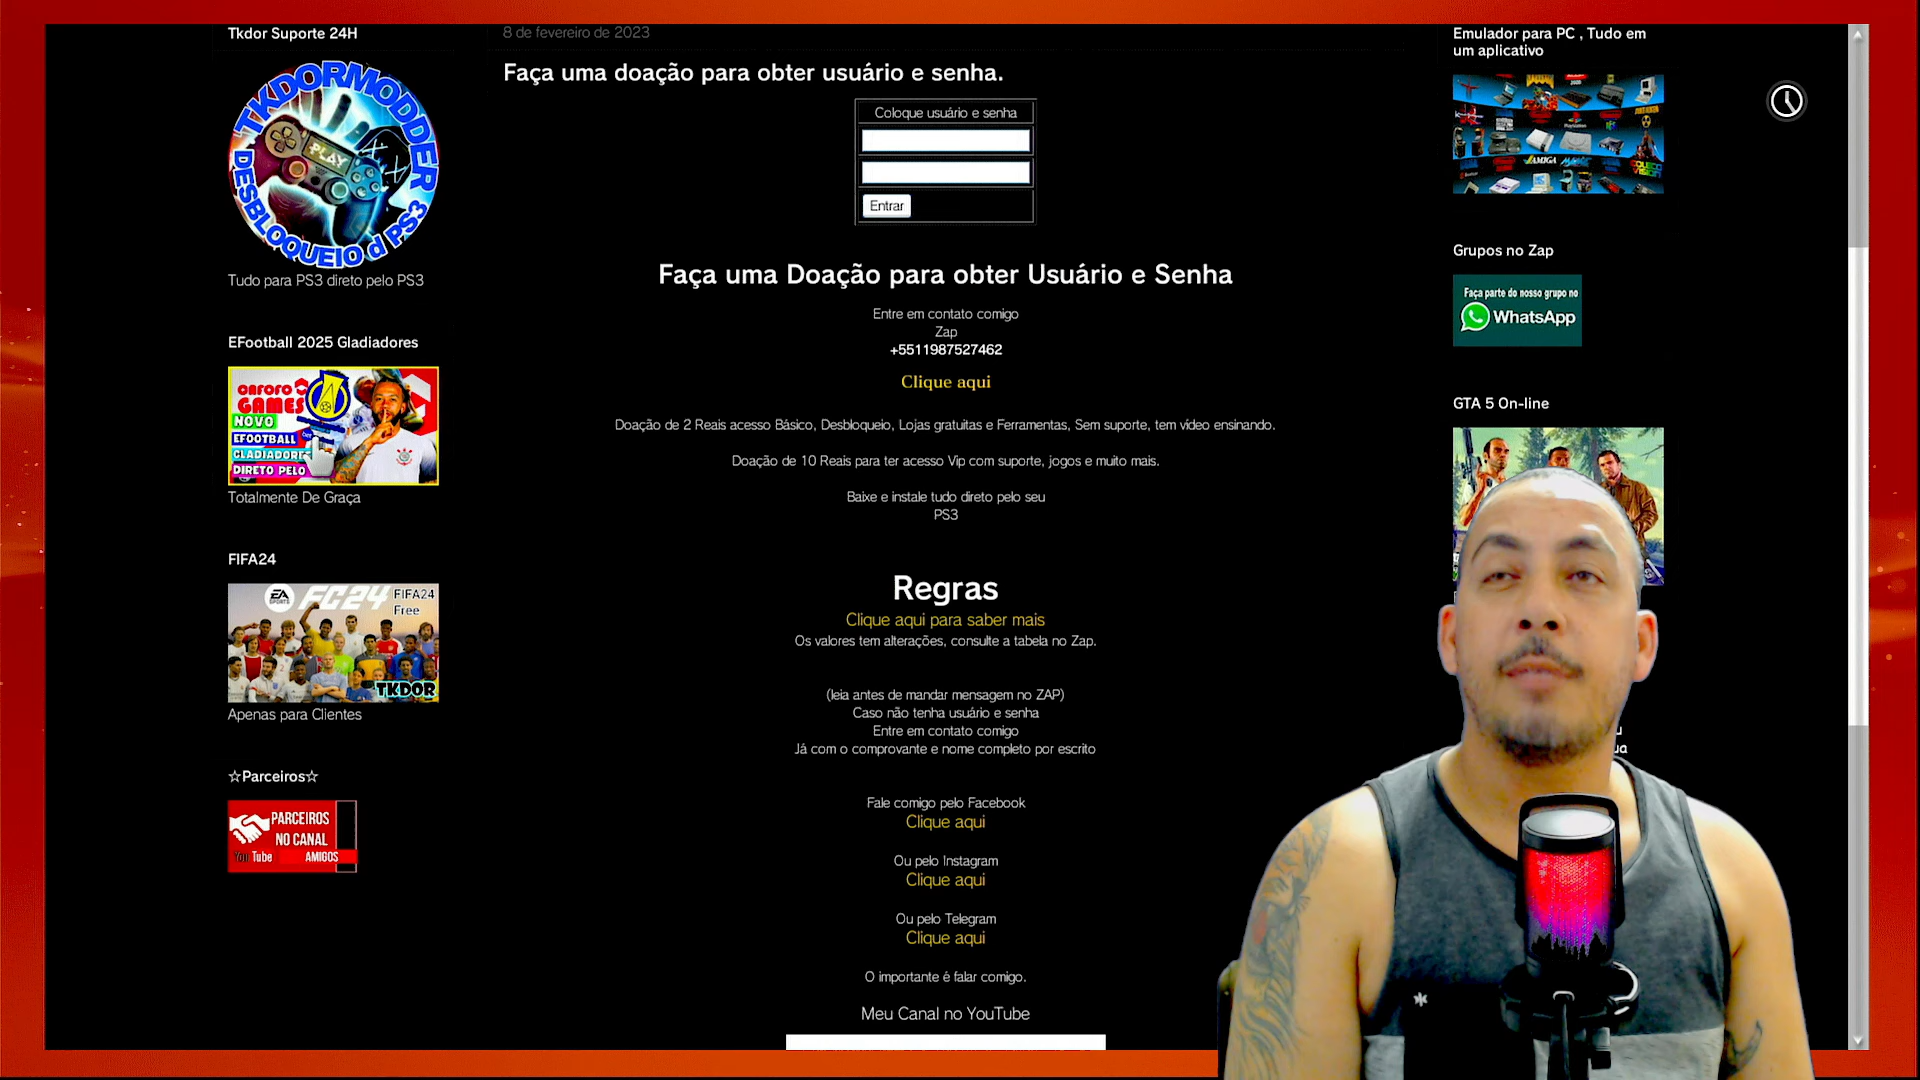 Tkdor Suporte 24H
TKDORMODDER
PLAY
DESBLOQUEIO d PS3
Tudo para PS3 direto pelo PS3
EFootball 2025 Gladiadores
CAFOFO
GAMES
NOVO
EFOOTBALL
GLADIADORE
DIRETO PELO
Totalmente De Graça
FIFA24
EA
SPORTS
FC24
FIFA24
Free
TKDOR
Apenas para Clientes
☆Parceiros☆
PARCEIROS
NO CANAL
You Tube
AMIGOS
8 de fevereiro de 2023
Faça uma doação para obter usuário e senha.
Coloque usuário e senha
Entrar
Faça uma Doação para obter Usuário e Senha
Entre em contato comigo
Zap
+5511987527462
Clique aqui
Doação de 2 Reais acesso Básico, Desbloqueio, Lojas gratuitas e Ferramentas, Sem suporte, tem vídeo ensinando.
Doação de 10 Reais para ter acesso Vip com suporte, jogos e muito mais.
Baixe e instale tudo direto pelo seu
PS3
Regras
Clique aqui para saber mais
Os valores tem alterações, consulte a tabela no Zap.
(leia antes de mandar mensagem no ZAP)
Caso não tenha usuário e senha
Entre em contato comigo
Já com o comprovante e nome completo por escrito
Fale comigo pelo Facebook
Clique aqui
Ou pelo Instagram
Clique aqui
Ou pelo Telegram
Clique aqui
O importante é falar comigo.
Meu Canal no YouTube
Emulador para PC , Tudo em
um aplicativo
AMIGA
Grupos no Zap
Faça parte do nosso grupo no
WhatsApp
GTA 5 On-line